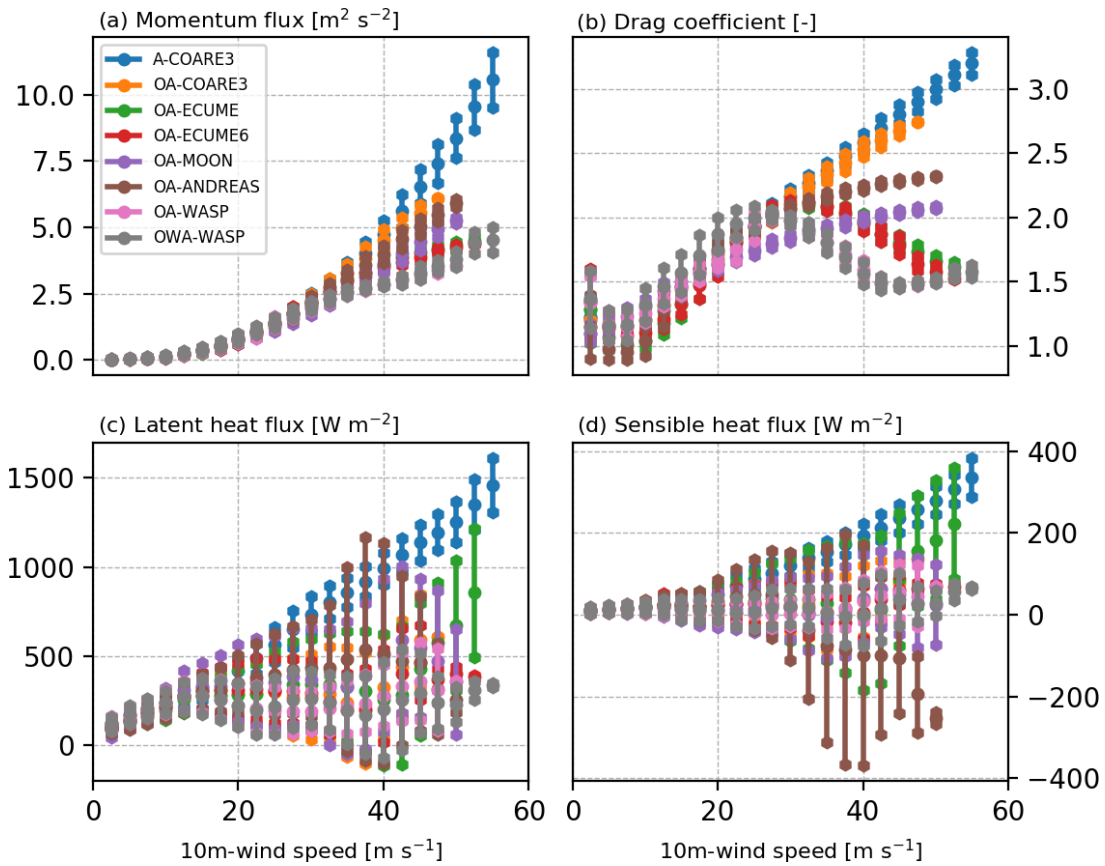 (a) Momentum flux [m² s⁻²]
(b) Drag coefficient [-]
10.0
7.5
5.0
2.5
0.0
A-COARE3
OA-COARE3
OA-ECUME
OA-ECUME6
OA-MOON
OA-ANDREAS
OA-WASP
OWA-WASP
3.0
2.5
2.0
1.5
1.0
(c) Latent heat flux [W m⁻²]
(d) Sensible heat flux [W m⁻²]
1500
1000
500
0
400
200
0
−200
−400
0 20 40 60
0 20 40 60
10m-wind speed [m s⁻¹]
10m-wind speed [m s⁻¹]